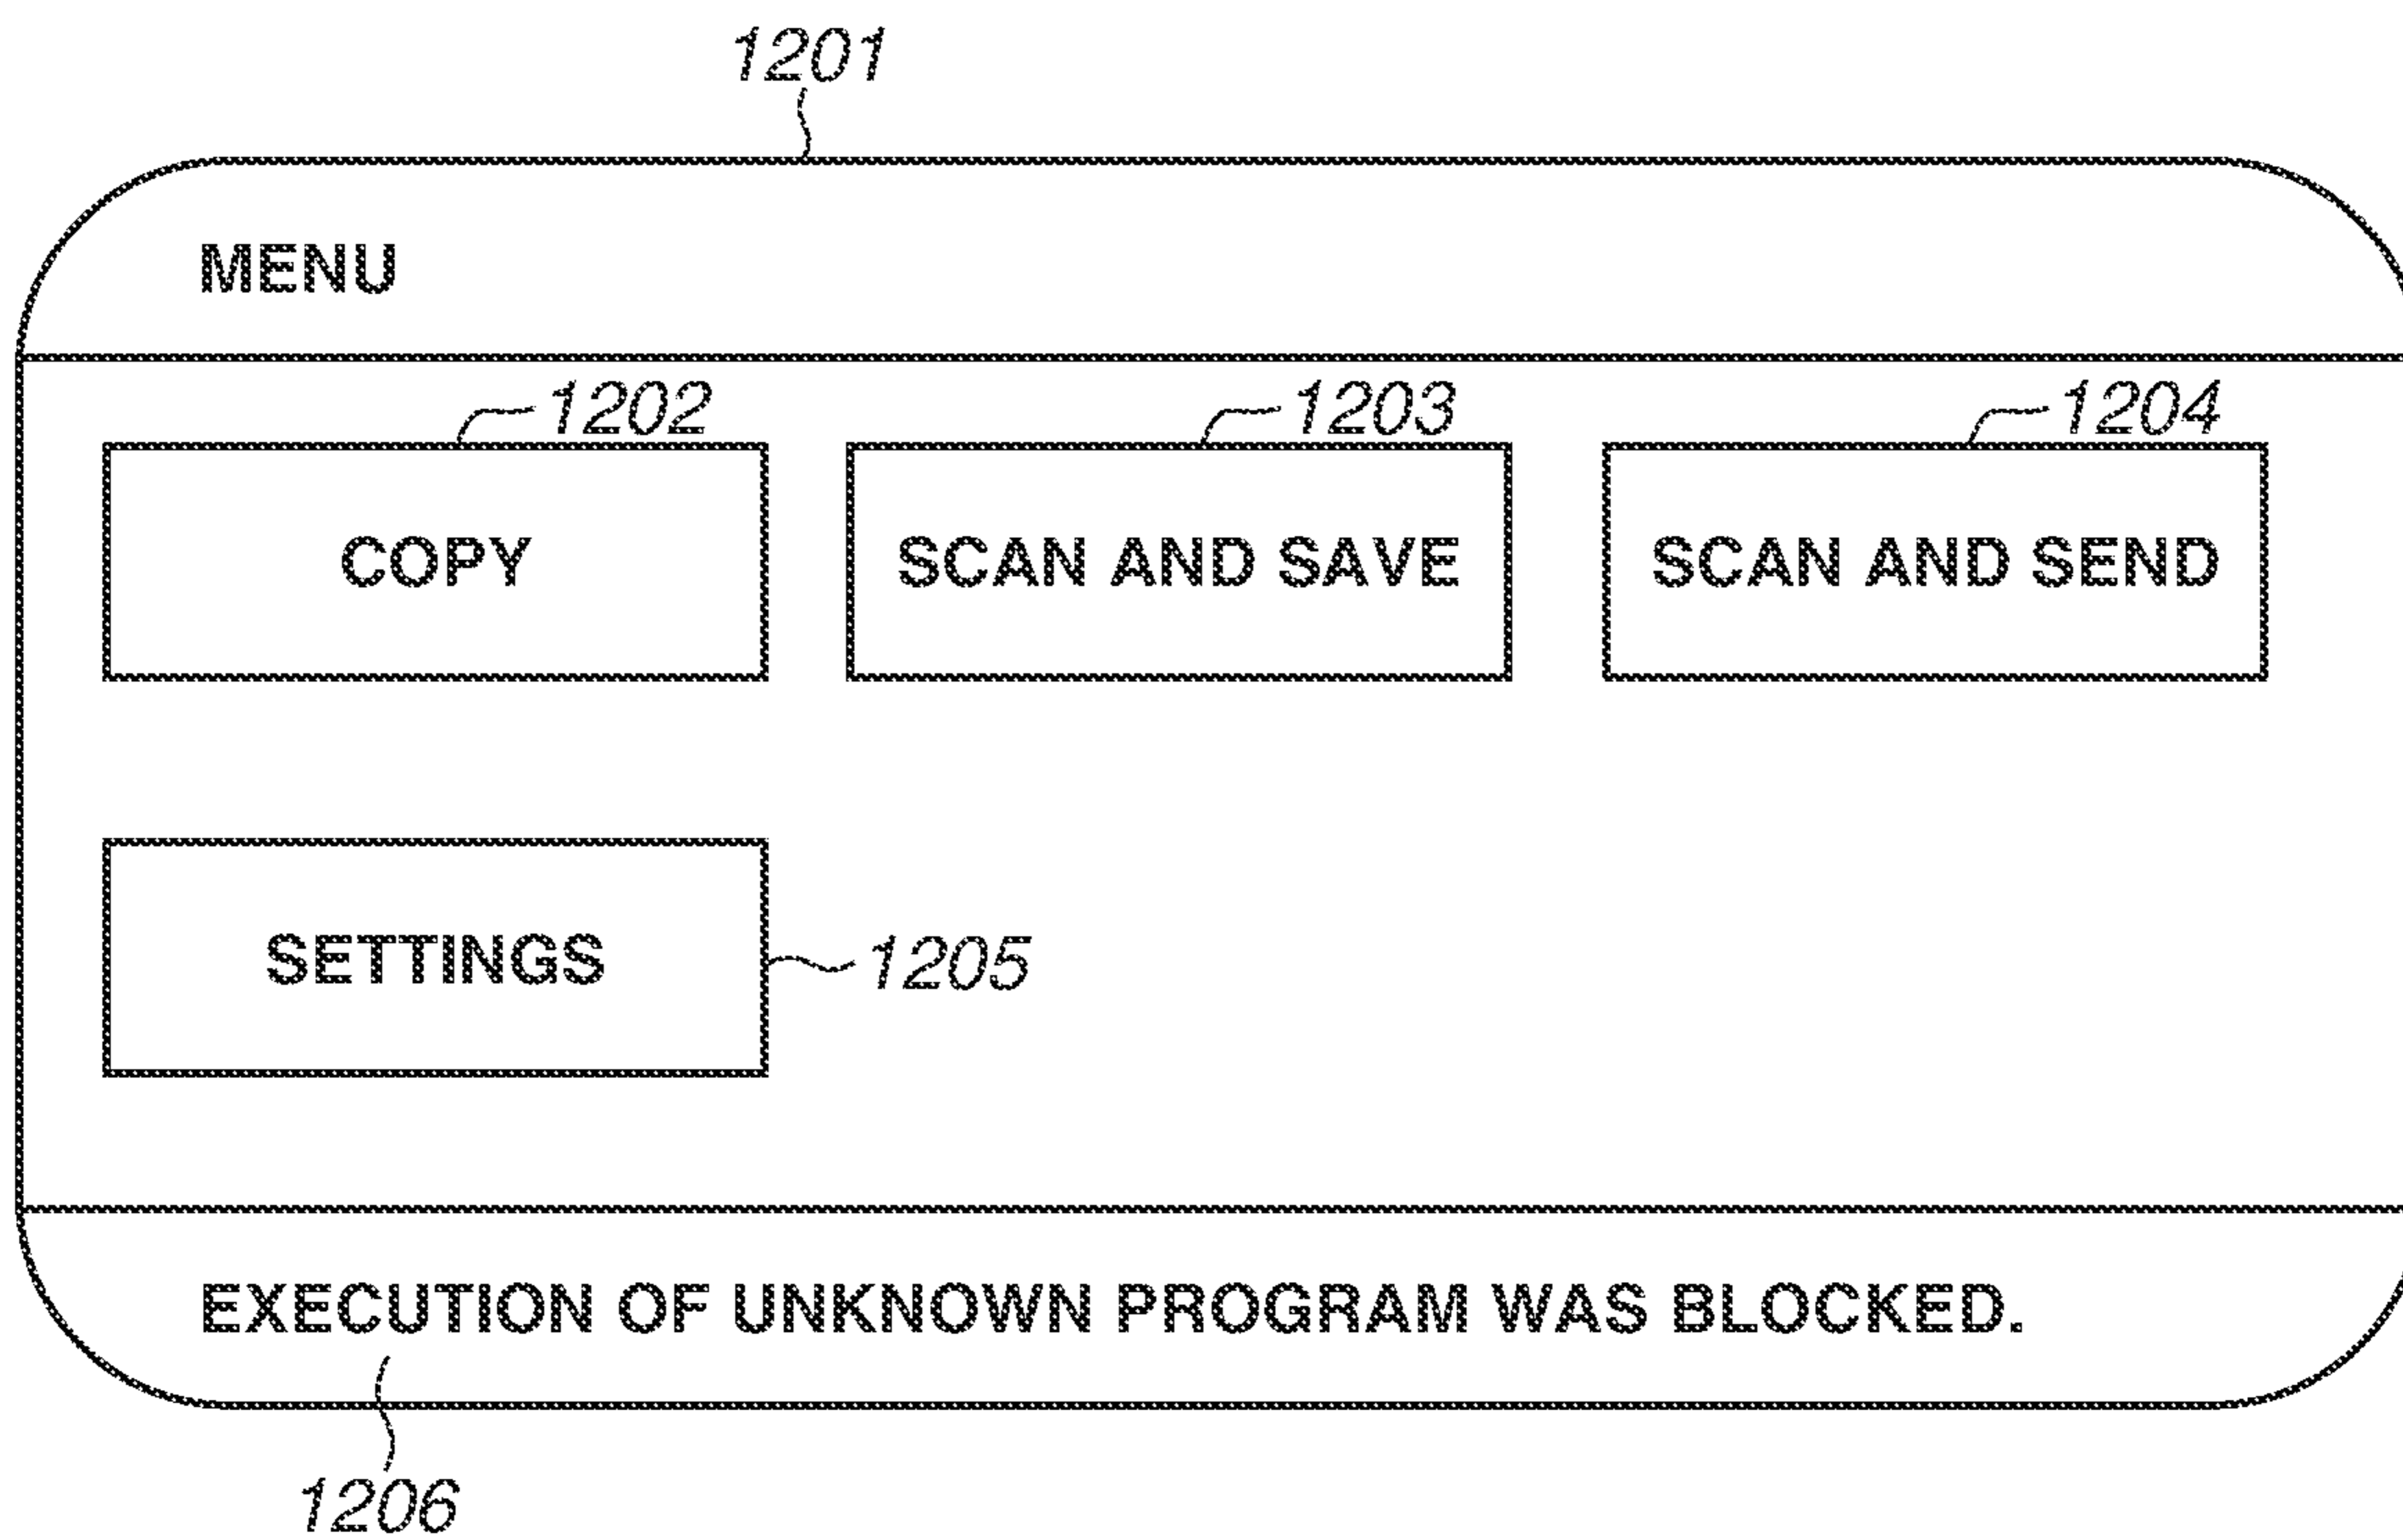 1201
MENU
1202 1203 1204
COPY SCAN AND SAVE SCAN AND SEND
SETTINGS 1205
EXECUTION OF UNKNOWN PROGRAM WAS BLOCKED.
1206